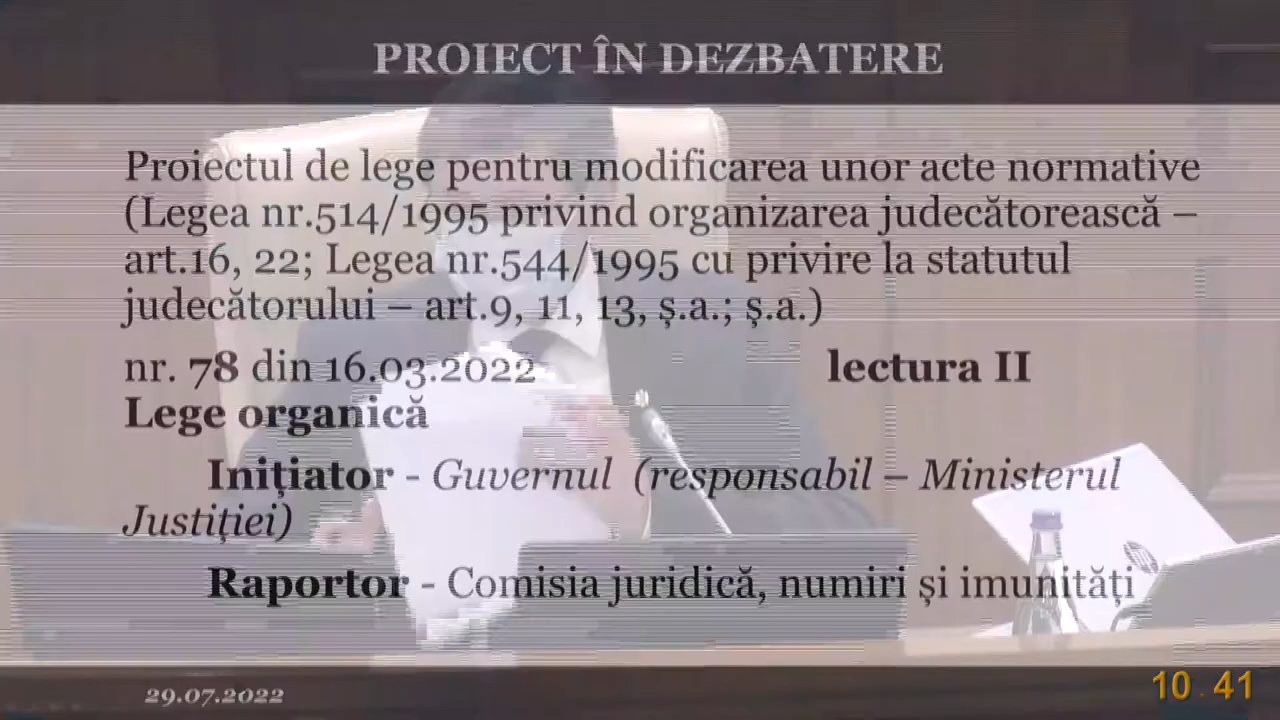 PROIECT ÎN DEZBATERE
Proiectul de lege pentru modificarea unor acte normative
(Legea nr.514/1995 privind organizarea judecătorească –
art.16, 22; Legea nr.544/1995 cu privire la statutul
judecătorului – art.9, 11, 13, ș.a.; ș.a.)
nr. 78 din 16.03.2022 lectura II
Lege organică
Inițiator - Guvernul (responsabil – Ministerul
Justiției)
Raportor - Comisia juridică, numiri și imunități
29.07.2022 10 . 41